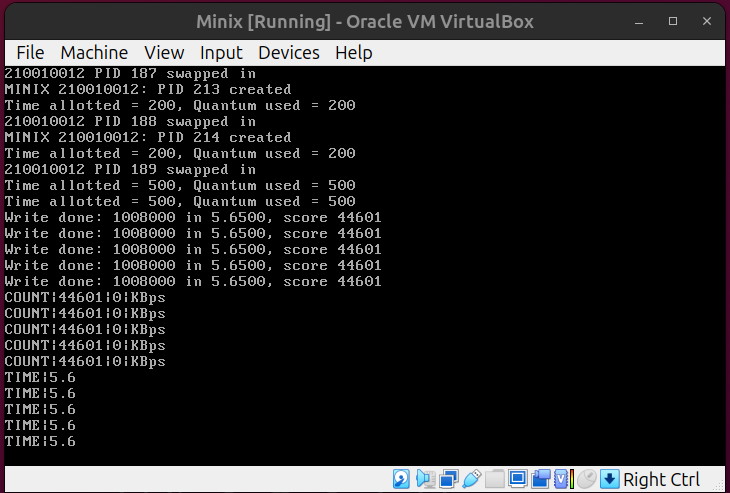 Minix [Running] - Oracle VM VirtualBox
File Machine View Input Devices Help
210010012 PID 187 swapped in
MINIX 210010012: PID 213 created
Time allotted = 200, Quantum used = 200
210010012 PID 188 swapped in
MINIX 210010012: PID 214 created
Time allotted = 200, Quantum used = 200
210010012 PID 189 swapped in
Time allotted = 500, Quantum used = 500
Time allotted = 500, Quantum used = 500
Write done: 1008000 in 5.6500, score 44601
Write done: 1008000 in 5.6500, score 44601
Write done: 1008000 in 5.6500, score 44601
Write done: 1008000 in 5.6500, score 44601
Write done: 1008000 in 5.6500, score 44601
COUNT|44601|0|KBps
COUNT|44601|0|KBps
COUNT|44601|0|KBps
COUNT|44601|0|KBps
COUNT|44601|0|KBps
TIME|5.6
TIME|5.6
TIME|5.6
TIME|5.6
TIME|5.6
Right Ctrl